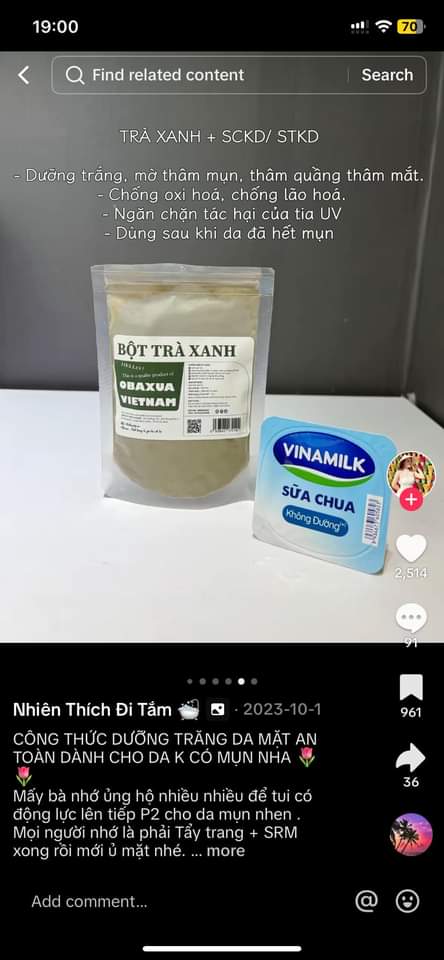 19:00
70
Find related content
Search
TRÀ XANH + SCKD/ STKD
- Dưỡng trắng, mờ thâm mụn, thâm quầng thâm mắt.
- Chống oxi hoá, chống lão hoá.
- Ngăn chặn tác hại của tia UV
- Dùng sau khi da đã hết mụn
BỘT TRÀ XANH
OBAXUA
VIETNAM
VINAMILK
SỮA CHUA
Không Đường
2,514
91
Nhiên Thích Đi Tắm 🛀 · 2023-10-1
961
CÔNG THỨC DƯỠNG TRĂNG DA MẶT AN
TOÀN DÀNH CHO DA K CÓ MỤN NHA 🌷
🌷
36
Mấy bà nhớ ủng hộ nhiều nhiều để tui có
động lực lên tiếp P2 cho da mụn nhen .
Mọi người nhớ là phải Tẩy trang + SRM
xong rồi mới ủ mặt nhé. ... more
Add comment...